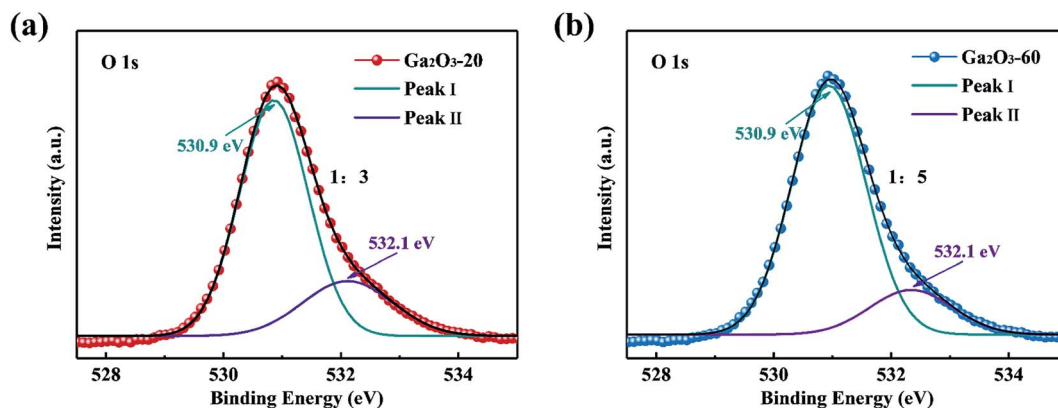 (a)
O 1s
Ga₂O₃-20
Peak I
Peak II
530.9 eV
1: 3
532.1 eV
Intensity (a.u.)
528
530
532
534
Binding Energy (eV)
(b)
O 1s
Ga₂O₃-60
Peak I
Peak II
530.9 eV
1: 5
532.1 eV
Intensity (a.u.)
528
530
532
534
Binding Energy (eV)